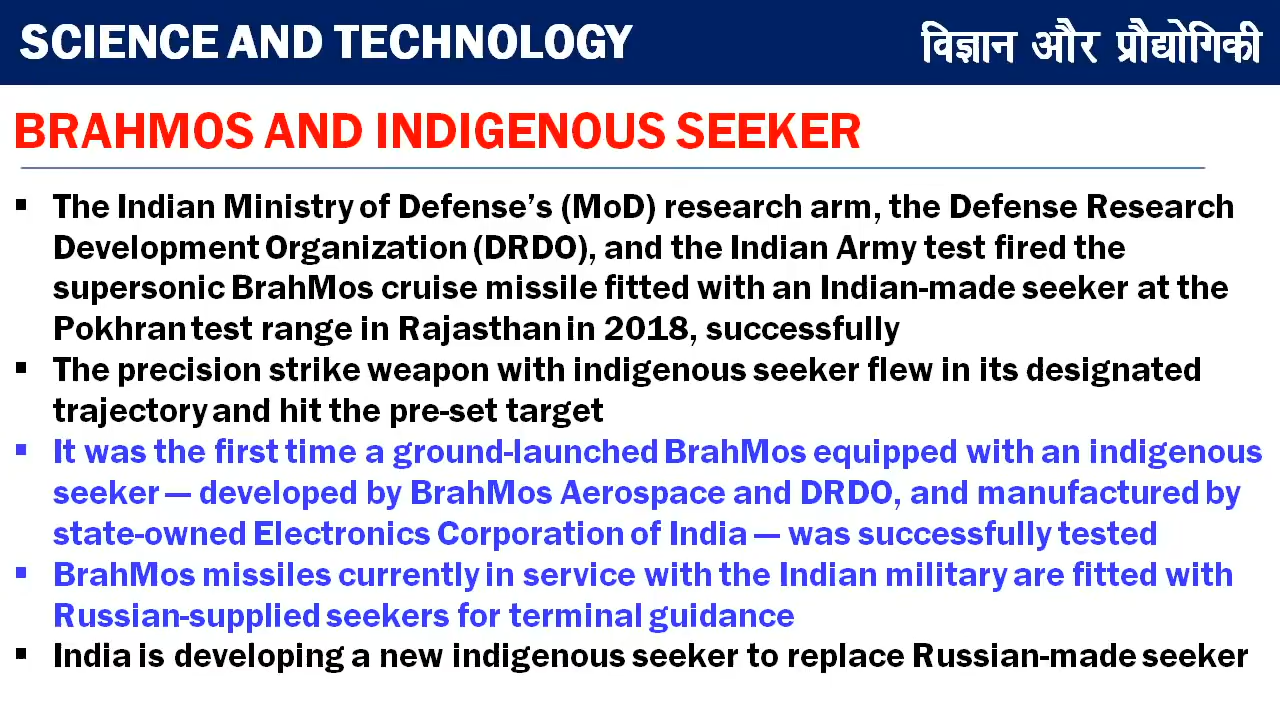 SCIENCE AND TECHNOLOGY
विज्ञान और प्रौद्योगिकी
BRAHMOS AND INDIGENOUS SEEKER
▪ The Indian Ministry of Defense’s (MoD) research arm, the Defense Research
Development Organization (DRDO), and the Indian Army test fired the
supersonic BrahMos cruise missile fitted with an Indian-made seeker at the
Pokhran test range in Rajasthan in 2018, successfully
▪ The precision strike weapon with indigenous seeker flew in its designated
trajectory and hit the pre-set target
▪ It was the first time a ground-launched BrahMos equipped with an indigenous
seeker — developed by BrahMos Aerospace and DRDO, and manufactured by
state-owned Electronics Corporation of India — was successfully tested
▪ BrahMos missiles currently in service with the Indian military are fitted with
Russian-supplied seekers for terminal guidance
▪ India is developing a new indigenous seeker to replace Russian-made seeker